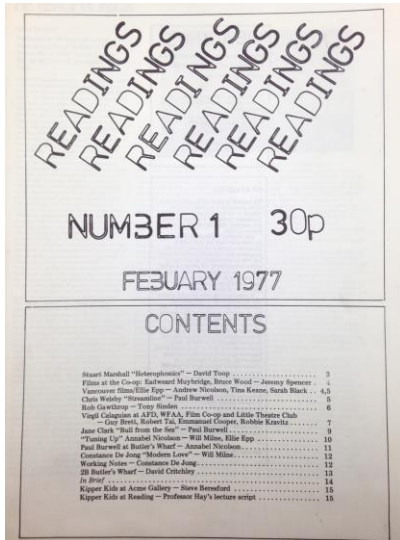 READINGS
READINGS
READINGS
READINGS
READINGS
READINGS
NUMBER 1 30p
FEBUARY 1977
CONTENTS
Stuart Marshall "Heterophonics" — David Toop . . . . . . . . . . 3
Films at the Co-op: Eadweard Muybridge, Bruce Wood — Jeremy Spencer . 4
Vancouver films/Ellie Epp — Andrew Nicolson, Tina Keane, Sarah Black . . 4,5
Chris Welsby "Streamline" — Paul Burwell . . . . . . . . . . 5
Rob Gawthrop — Tony Sinden . . . . . . . . . . 6
Virgil Calaguian at AFD, WFAA, Film Co-op and Little Theatre Club
— Guy Brett, Robert Tai, Emmanuel Cooper, Robbie Kravitz . . . . . . 7
Jane Clark "Bull from the Sea" — Paul Burwell . . . . . . . . . . 9
"Tuning Up" Annabel Nicolson — Will Milne, Ellie Epp . . . . . . . . . . 10
Paul Burwell at Butler's Wharf — Annabel Nicolson . . . . . . . . . . 11
Constance De Jong "Modern Love" — Will Milne . . . . . . . . . . 12
Working Notes — Constance De Jong . . . . . . . . . . 12
2B Butler's Wharf — David Critchley . . . . . . . . . . 13
In Brief . . . . . . . . . . 14
Kipper Kids at Acme Gallery — Steve Beresford . . . . . . . . . . 15
Kipper Kids at Reading — Professor Hay's lecture script . . . . . . . . . . 15